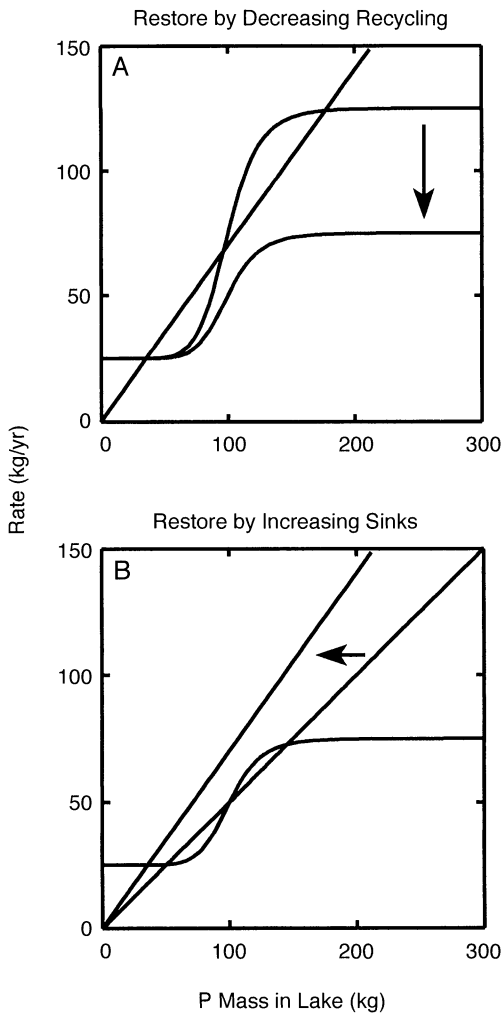 Restore by Decreasing Recycling
150
A
100
50
0
0 100 200 300
Rate (kg/yr)
Restore by Increasing Sinks
150
B
100
50
0
0 100 200 300
P Mass in Lake (kg)